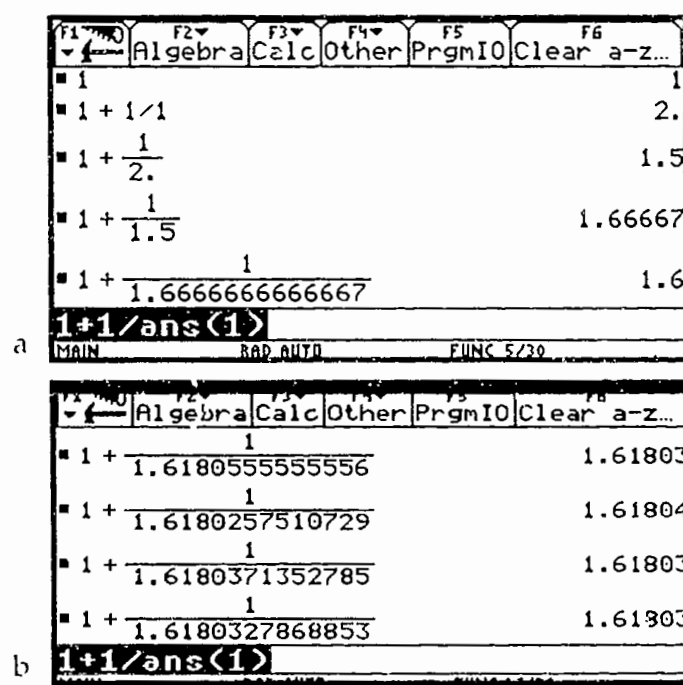 F1 F2 F3 F4 F5 F6
Algebra Calc Other PrgmIO Clear a-z...
1 1
1 + 1/1 2.
1 + 1/2. 1.5
1 + 1/1.5 1.66667
1 + 1/1.6666666666667 1.6
1+1/ans(1)
a
MAIN RAD AUTO FUNC 5/30
Algebra Calc Other PrgmIO Clear a-z...
1 + 1/1.6180555555556 1.61803
1 + 1/1.6180257510729 1.61804
1 + 1/1.6180371352785 1.61803
1 + 1/1.6180327868853 1.61803
b 1+1/ans(1)